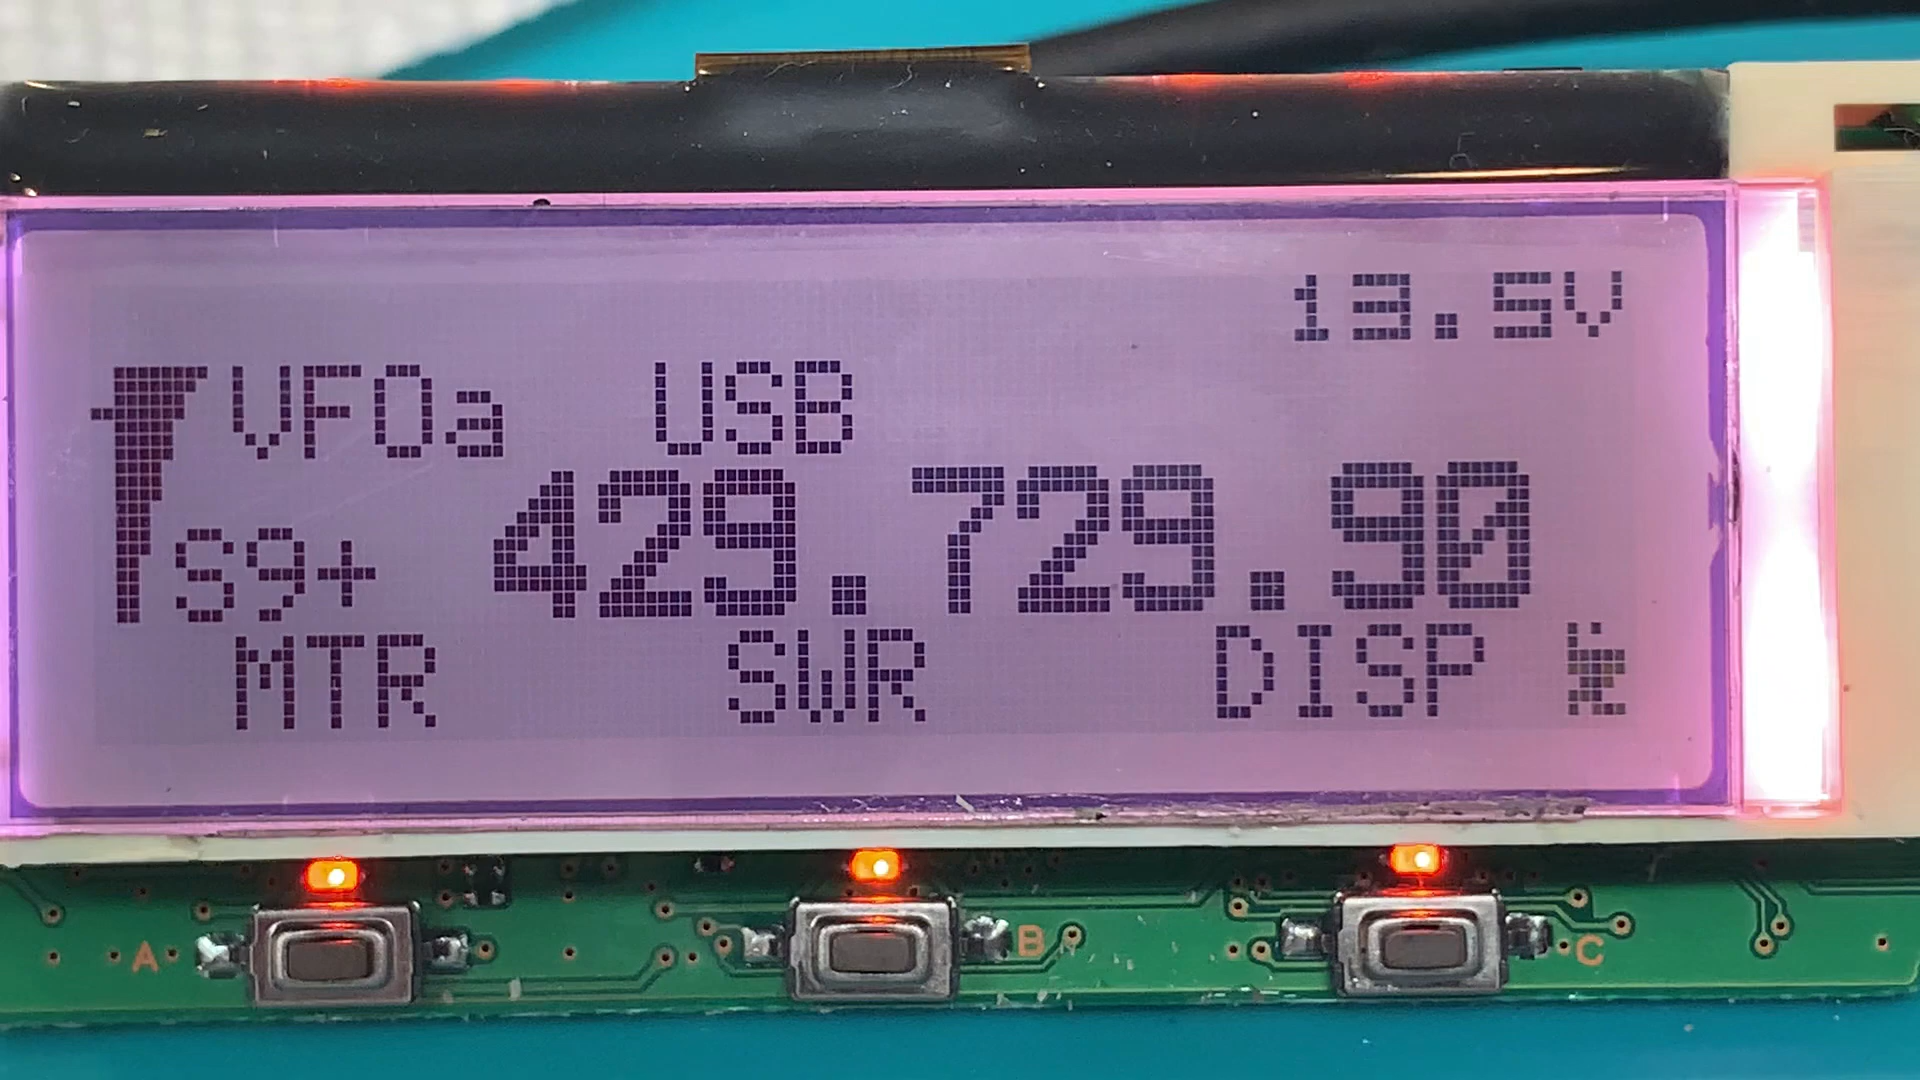 13.5V
VFOa USB
S9+ 429.729.90
MTR SWR DISP
A B C